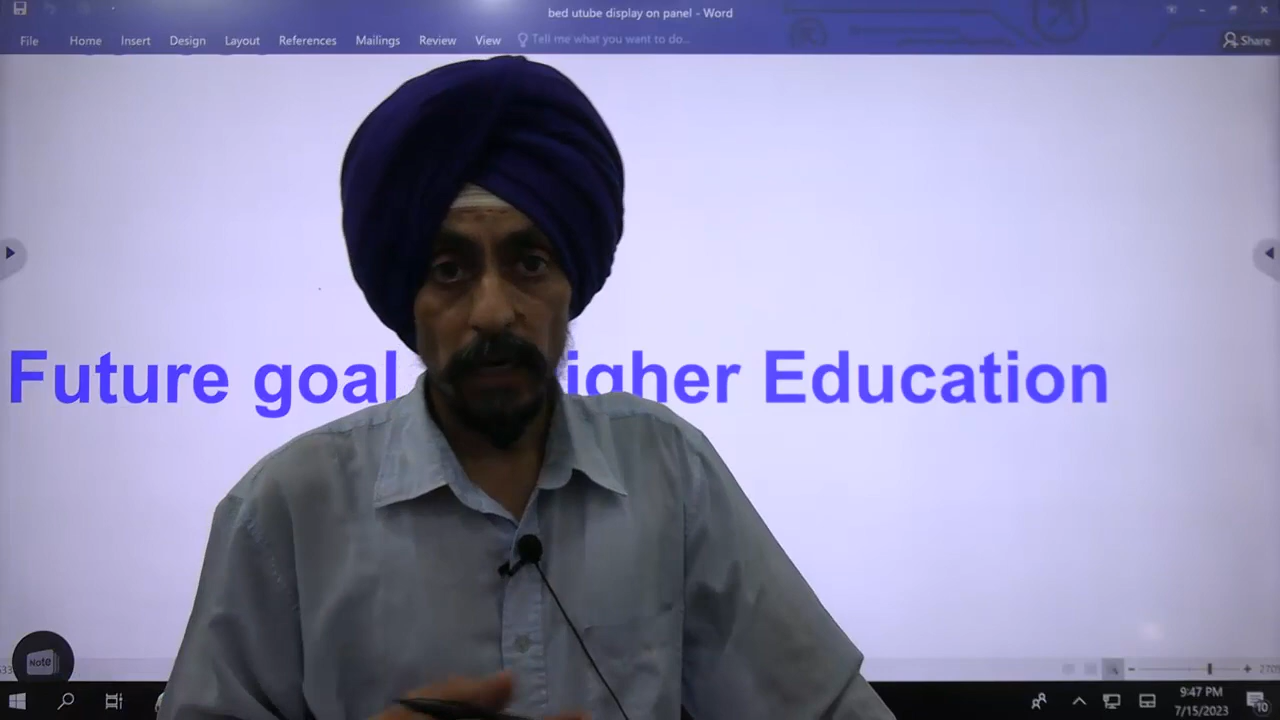 bed utube display on panel - Word
File Home Insert Design Layout References Mailings Review View Tell me what you want to do... Share
Future goal igher Education
Note
9:47 PM
7/15/2023
10